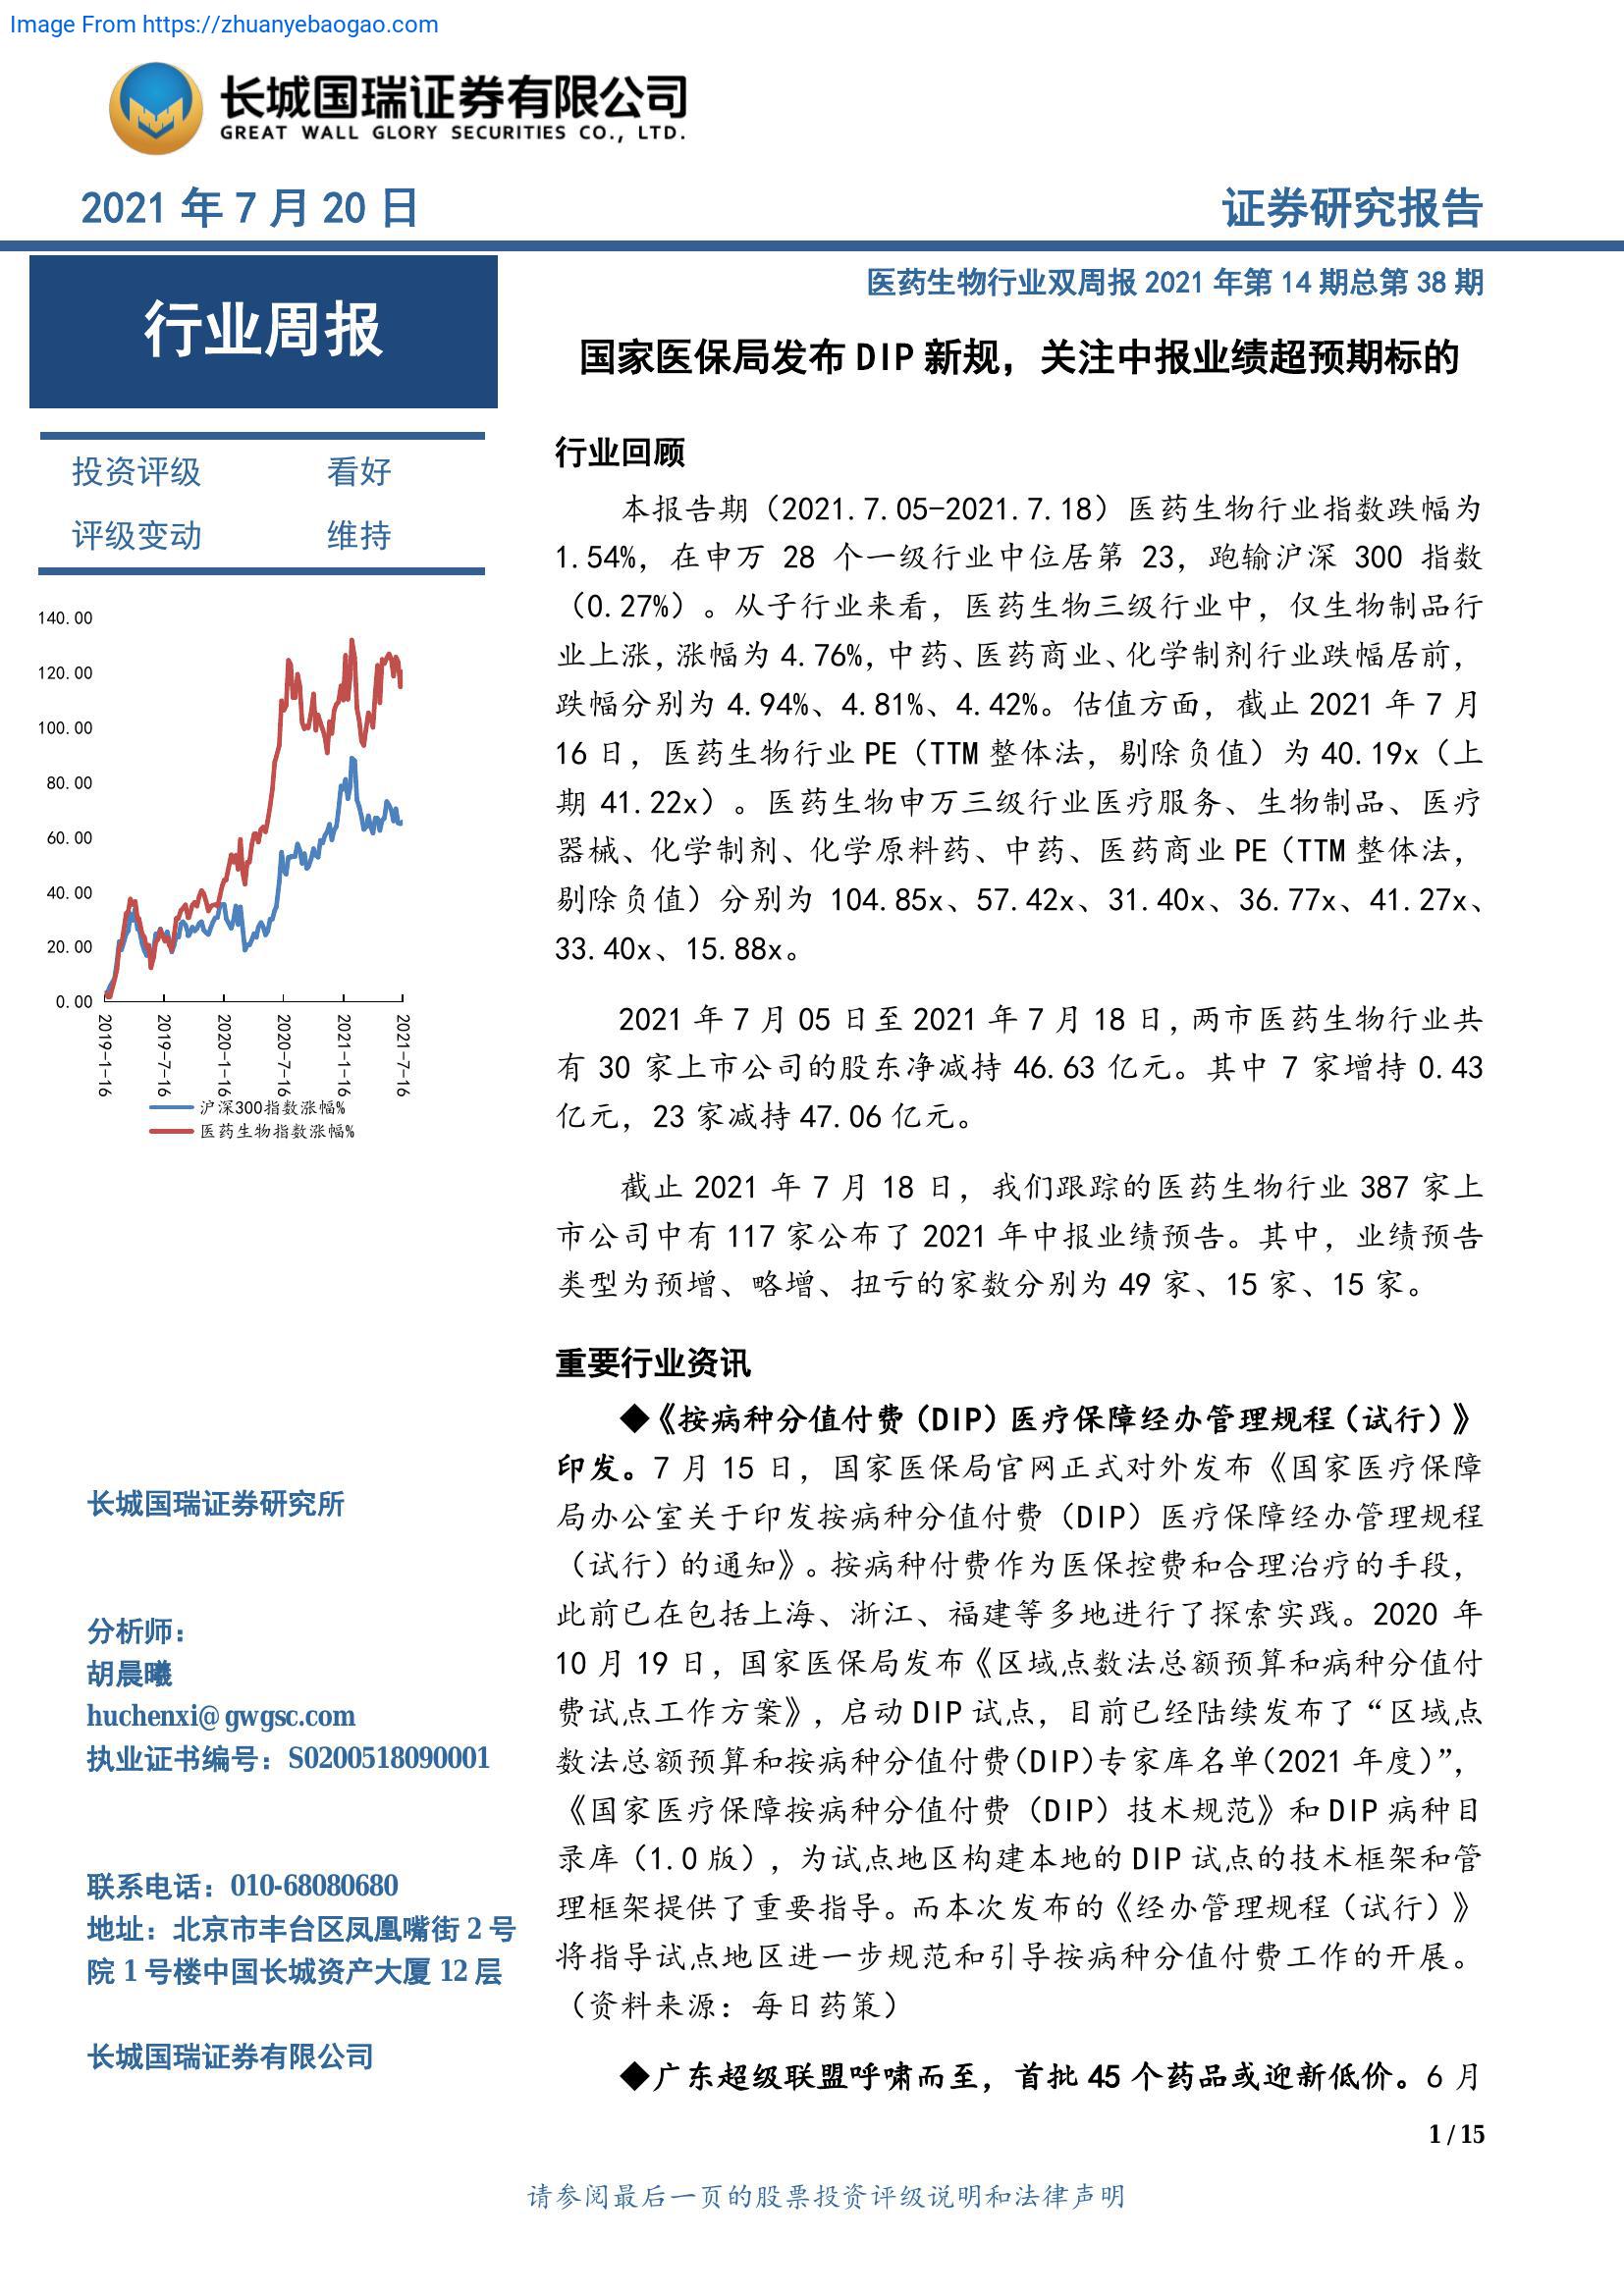 Image From https://zhuanyebaogao.com
长城国瑞证券有限公司
GREAT WALL GLORY SECURITIES CO., LTD.
2021 年 7 月 20 日
证券研究报告
行业周报
投资评级 看好
评级变动 维持
140.00
120.00
100.00
80.00
60.00
40.00
20.00
0.00
2019-1-16
2019-7-16
2020-1-16
2020-7-16
2021-1-16
2021-7-16
沪深300指数涨幅%
医药生物指数涨幅%
长城国瑞证券研究所
分析师：
胡晨曦
huchenxi@gwgsc.com
执业证书编号：S0200518090001
联系电话：010-68080680
地址：北京市丰台区凤凰嘴街 2 号
院 1 号楼中国长城资产大厦 12 层
长城国瑞证券有限公司
医药生物行业双周报 2021 年第 14 期总第 38 期
国家医保局发布 DIP 新规，关注中报业绩超预期标的
行业回顾
本报告期（2021.7.05-2021.7.18）医药生物行业指数跌幅为
1.54%，在申万 28 个一级行业中位居第 23，跑输沪深 300 指数
（0.27%）。从子行业来看，医药生物三级行业中，仅生物制品行
业上涨，涨幅为 4.76%，中药、医药商业、化学制剂行业跌幅居前，
跌幅分别为 4.94%、4.81%、4.42%。估值方面，截止 2021 年 7 月
16 日，医药生物行业 PE（TTM 整体法，剔除负值）为 40.19x（上
期 41.22x）。医药生物申万三级行业医疗服务、生物制品、医疗
器械、化学制剂、化学原料药、中药、医药商业 PE（TTM 整体法，
剔除负值）分别为 104.85x、57.42x、31.40x、36.77x、41.27x、
33.40x、15.88x。
2021 年 7 月 05 日至 2021 年 7 月 18 日，两市医药生物行业共
有 30 家上市公司的股东净减持 46.63 亿元。其中 7 家增持 0.43
亿元，23 家减持 47.06 亿元。
截止 2021 年 7 月 18 日，我们跟踪的医药生物行业 387 家上
市公司中有 117 家公布了 2021 年中报业绩预告。其中，业绩预告
类型为预增、略增、扭亏的家数分别为 49 家、15 家、15 家。
重要行业资讯
◆《按病种分值付费（DIP）医疗保障经办管理规程（试行）》
印发。7 月 15 日，国家医保局官网正式对外发布《国家医疗保障
局办公室关于印发按病种分值付费（DIP）医疗保障经办管理规程
（试行）的通知》。按病种付费作为医保控费和合理治疗的手段，
此前已在包括上海、浙江、福建等多地进行了探索实践。2020 年
10 月 19 日，国家医保局发布《区域点数法总额预算和病种分值付
费试点工作方案》，启动 DIP 试点，目前已经陆续发布了“区域点
数法总额预算和按病种分值付费(DIP)专家库名单(2021 年度)”，
《国家医疗保障按病种分值付费（DIP）技术规范》和 DIP 病种目
录库（1.0 版），为试点地区构建本地的 DIP 试点的技术框架和管
理框架提供了重要指导。而本次发布的《经办管理规程（试行）》
将指导试点地区进一步规范和引导按病种分值付费工作的开展。
（资料来源：每日药策）
◆广东超级联盟呼啸而至，首批 45 个药品或迎新低价。6 月
1 / 15
请参阅最后一页的股票投资评级说明和法律声明